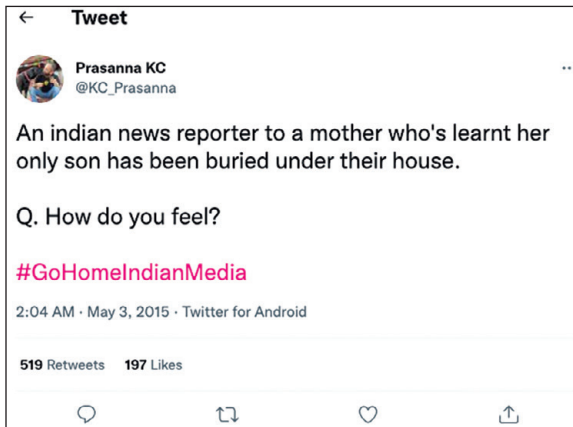 ← Tweet
Prasanna KC
@KC_Prasanna
An indian news reporter to a mother who's learnt her
only son has been buried under their house.
Q. How do you feel?
#GoHomeIndianMedia
2:04 AM · May 3, 2015 · Twitter for Android
519 Retweets 197 Likes